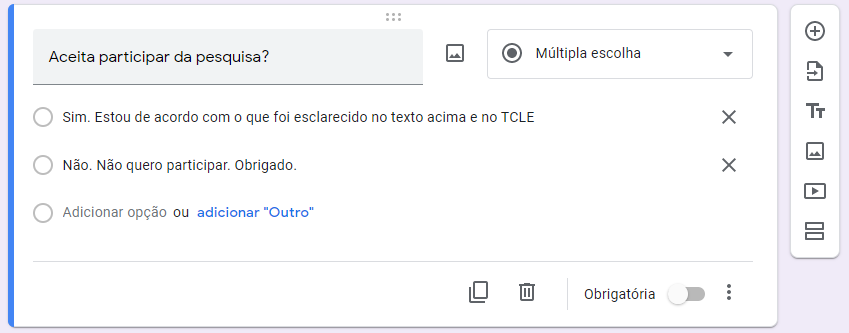 Aceita participar da pesquisa?
Múltipla escolha
Sim. Estou de acordo com o que foi esclarecido no texto acima e no TCLE
Não. Não quero participar. Obrigado.
Adicionar opção ou adicionar "Outro"
Obrigatória
Tт